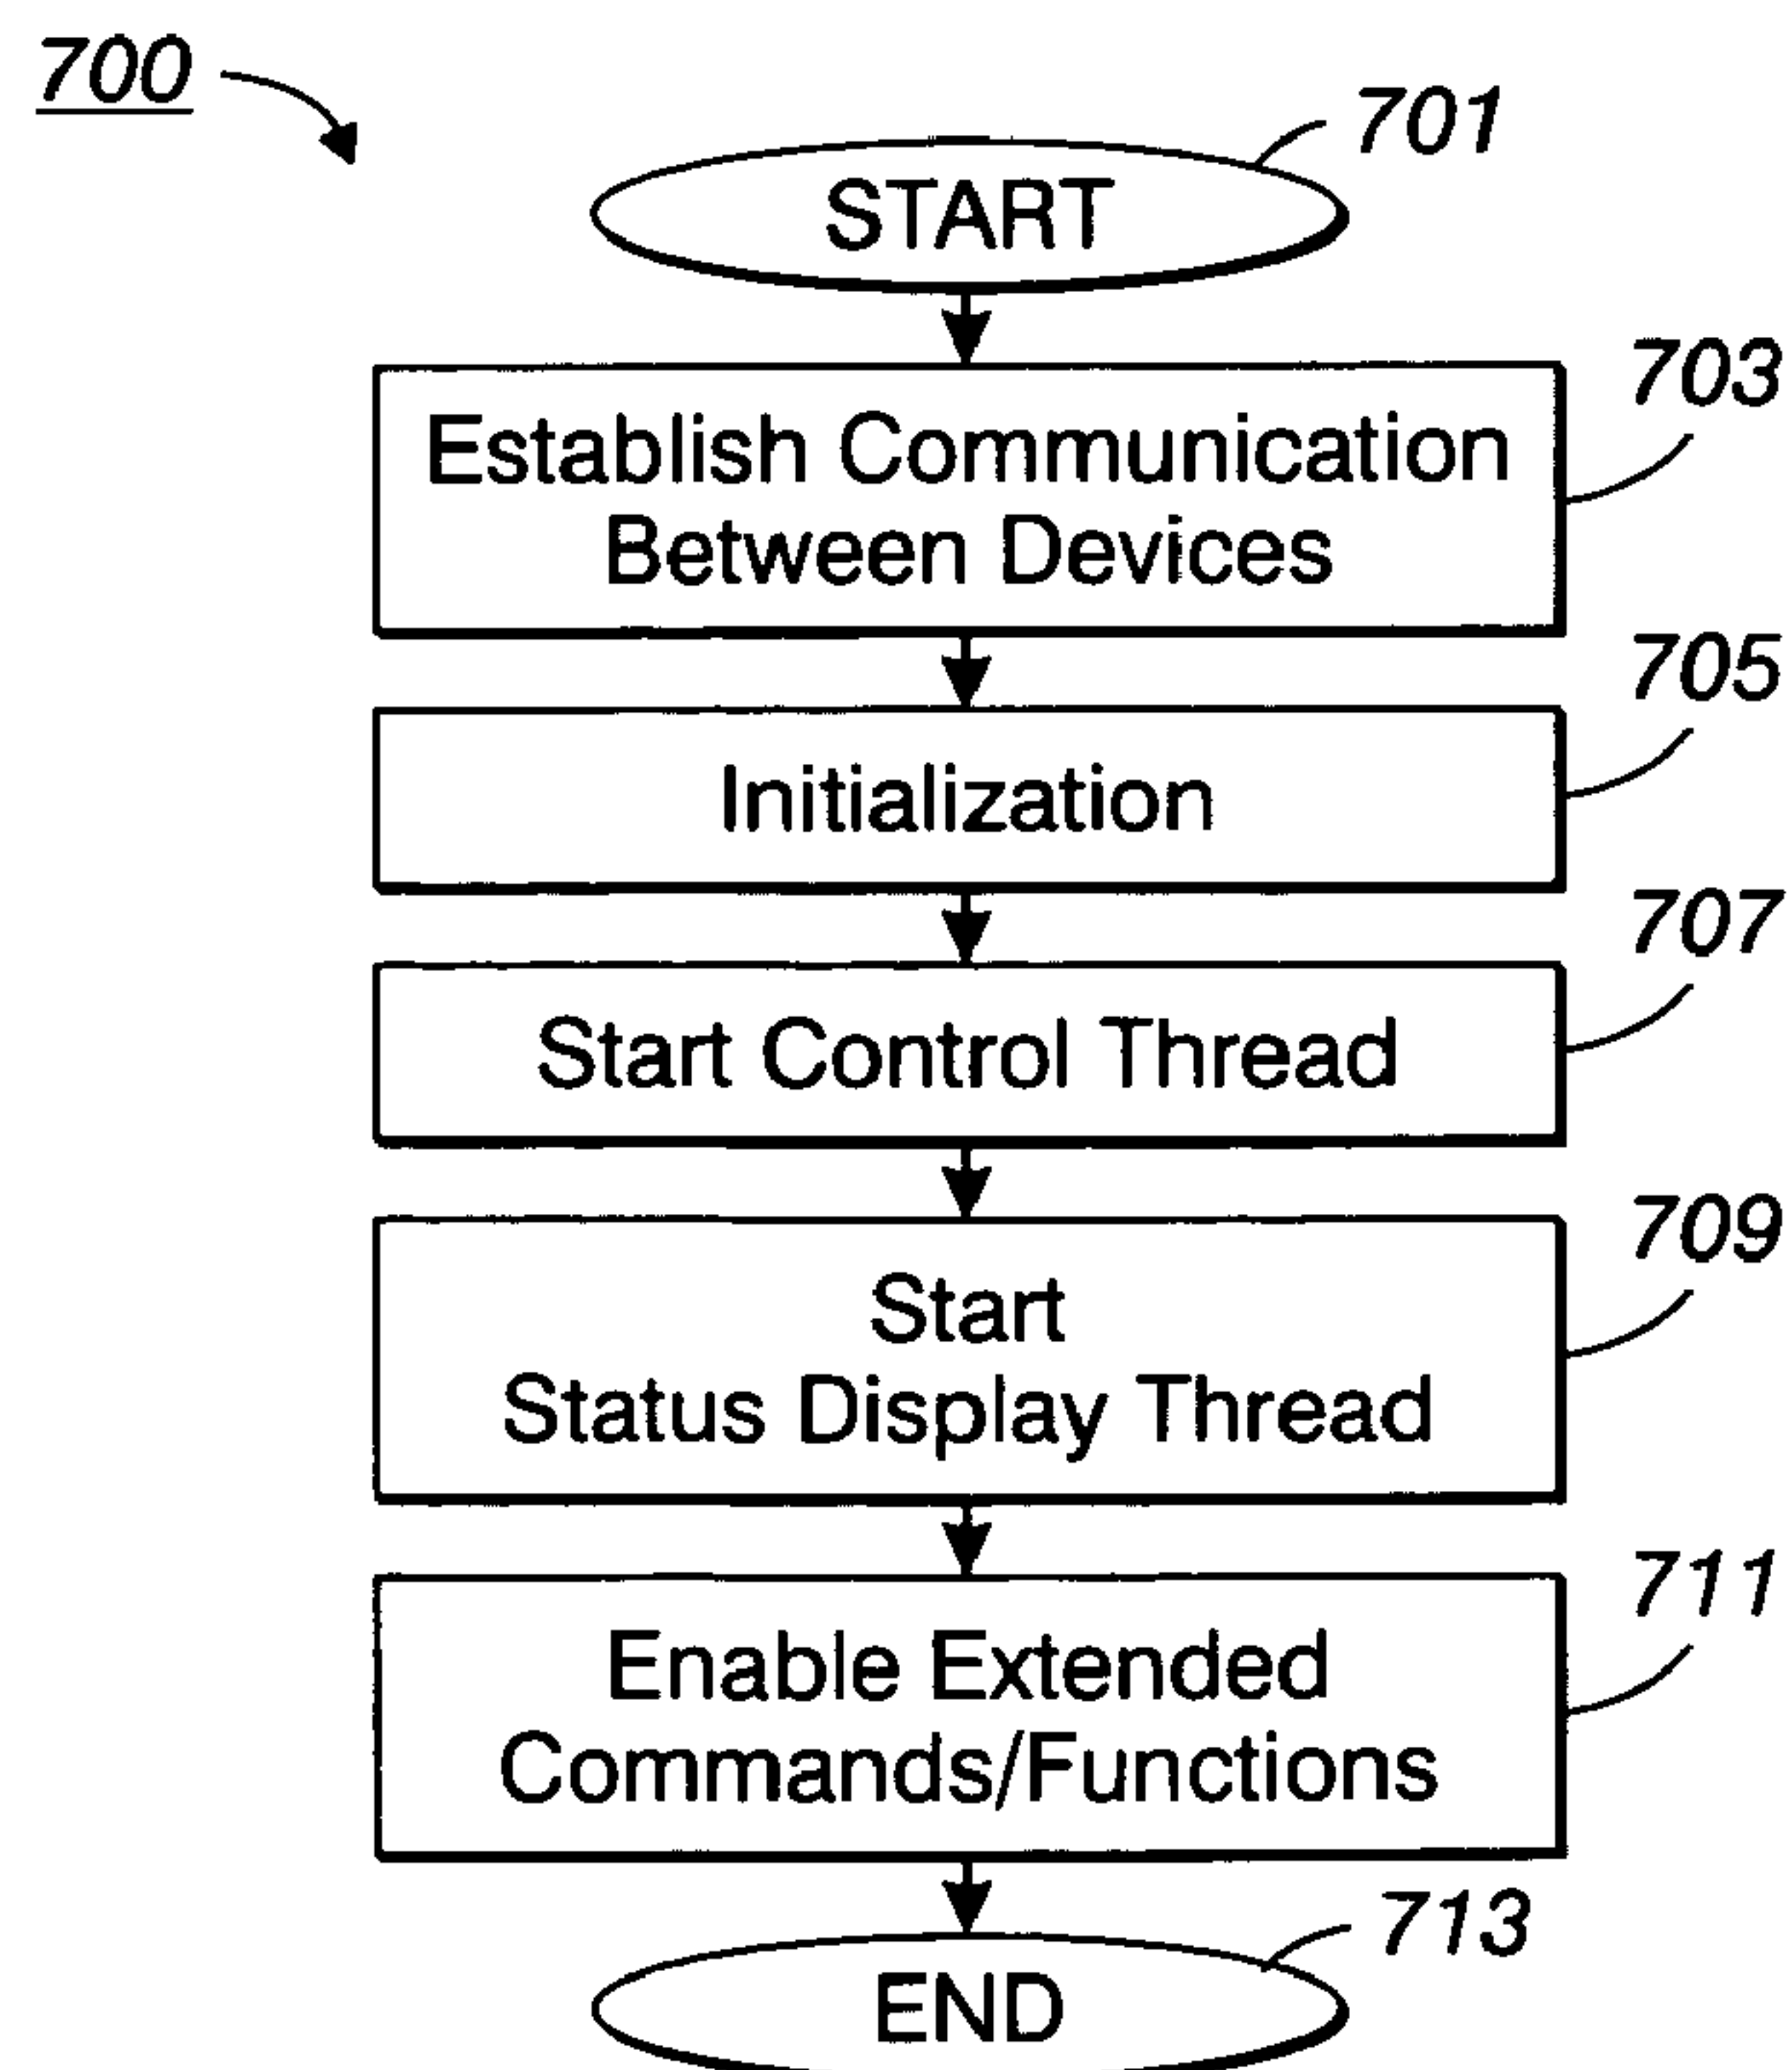 700
701
START
703
Establish Communication
Between Devices
705
Initialization
707
Start Control Thread
709
Start
Status Display Thread
711
Enable Extended
Commands/Functions
713
END